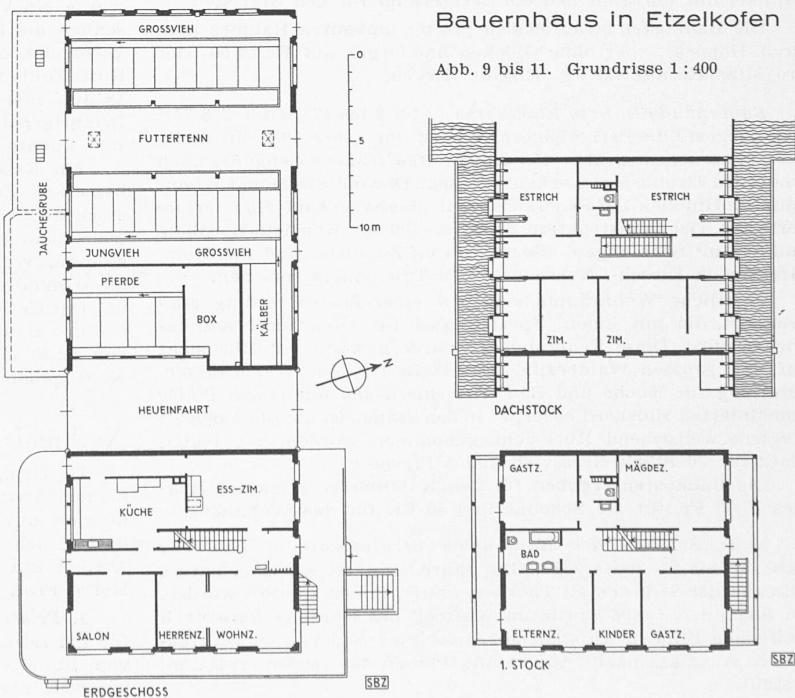 Bauernhaus in Etzelkofen
Abb. 9 bis 11. Grundrisse 1:400
GROSSVIEH
0
FUTTERTENN
5
JAUCHEGRUBE
10 m
JUNGVIEH GROSSVIEH
PFERDE
BOX
KÄLBER
N
HEUEINFAHRT
KÜCHE
ESS-ZIM.
SALON
HERRENZ.
WOHNZ.
ERDGESCHOSS
SBZ
ESTRICH
ESTRICH
ZIM.
ZIM.
DACHSTOCK
GASTZ.
MÄGDEZ.
BAD
ELTERNZ.
KINDER
GASTZ.
1. STOCK
SBZ